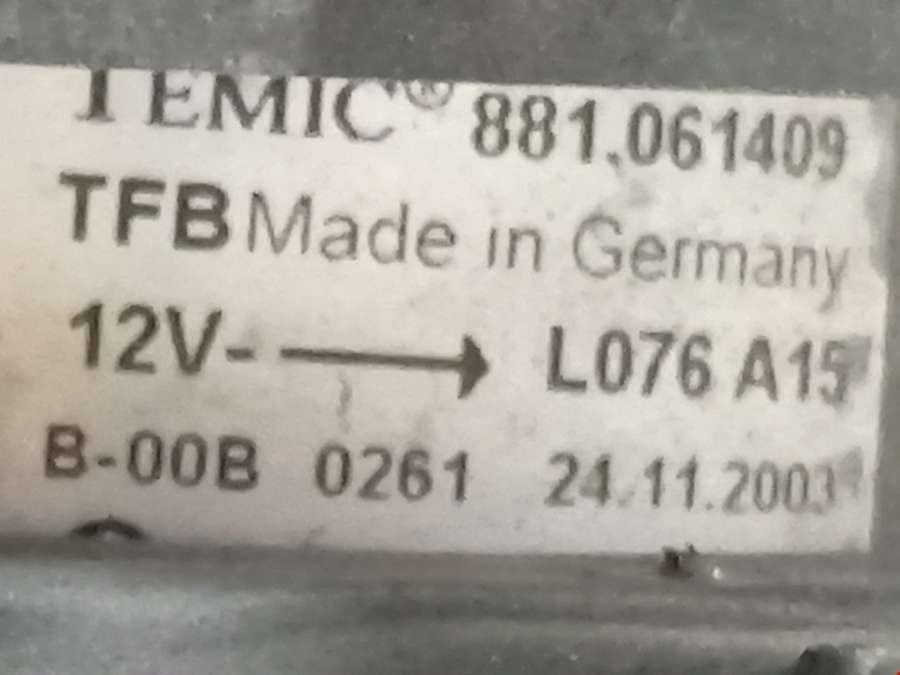 TEMIC® 881.061409
TFB Made in Germany
12V- → L076 A15
B-00B 0261 24.11.2003